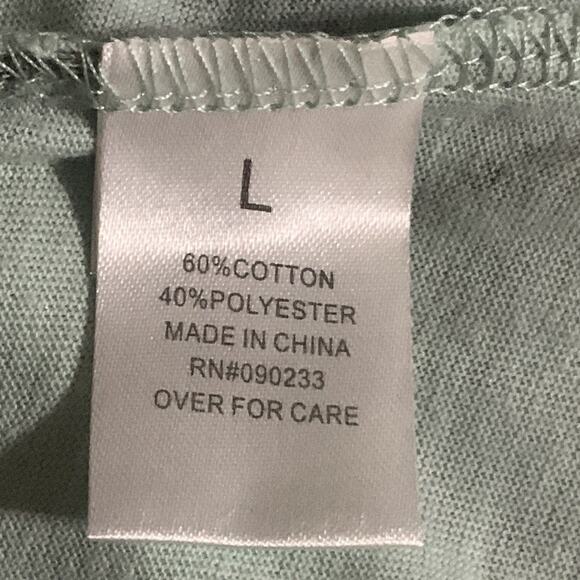 L
60%COTTON
40%POLYESTER
MADE IN CHINA
RN#090233
OVER FOR CARE